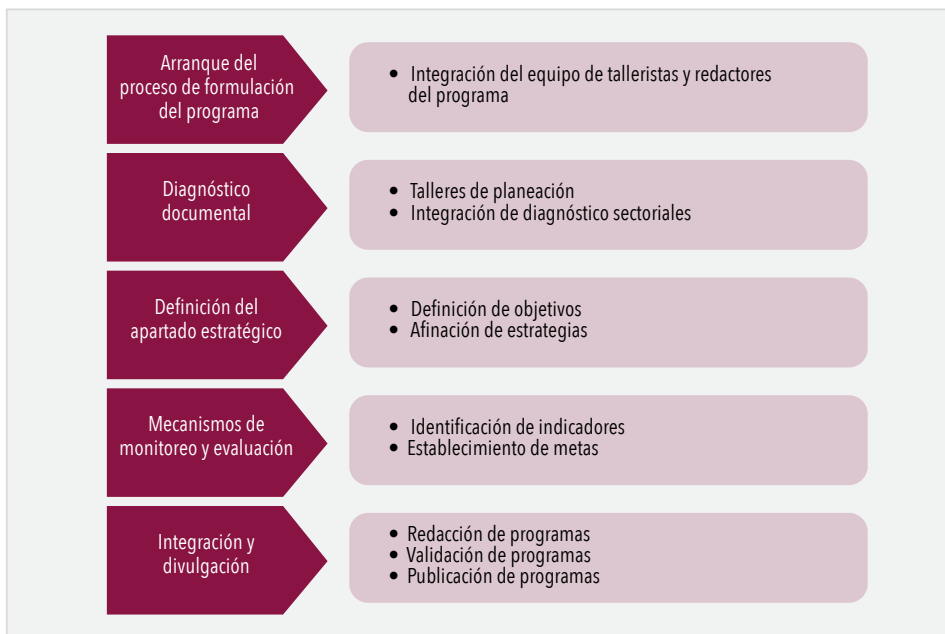 Arranque del
proceso de formulación
del programa
• Integración del equipo de talleristas y redactores
del programa
Diagnóstico
documental
• Talleres de planeación
• Integración de diagnóstico sectoriales
Definición del
apartado estratégico
• Definición de objetivos
• Afinación de estrategias
Mecanismos de
monitoreo y evaluación
• Identificación de indicadores
• Establecimiento de metas
Integración y
divulgación
• Redacción de programas
• Validación de programas
• Publicación de programas